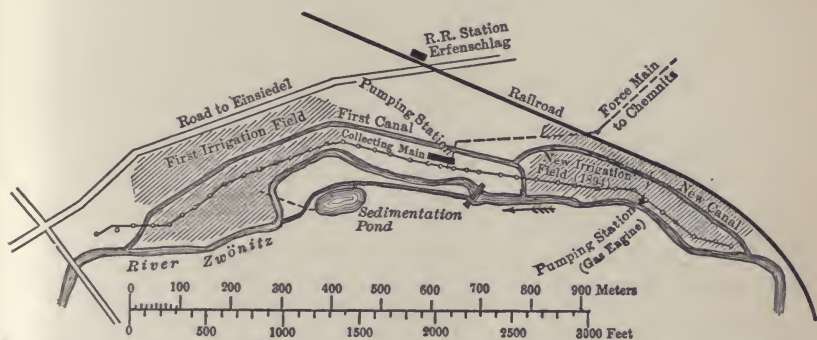 R.R. Station
Erfenschlag
Railroad
Force Main
to Chemnitz
Road to Einsiedel
Pumping Station
First Irrigation Field
First Canal
Collecting Main
New Irrigation
Field (1894)
New Canal
Sedimentation
Pond
River Zwönitz
Pumping Station
(Gas Engine)
0 100 200 300 400 500 600 700 800 900 Meters
0 500 1000 1500 2000 2500 3000 Feet